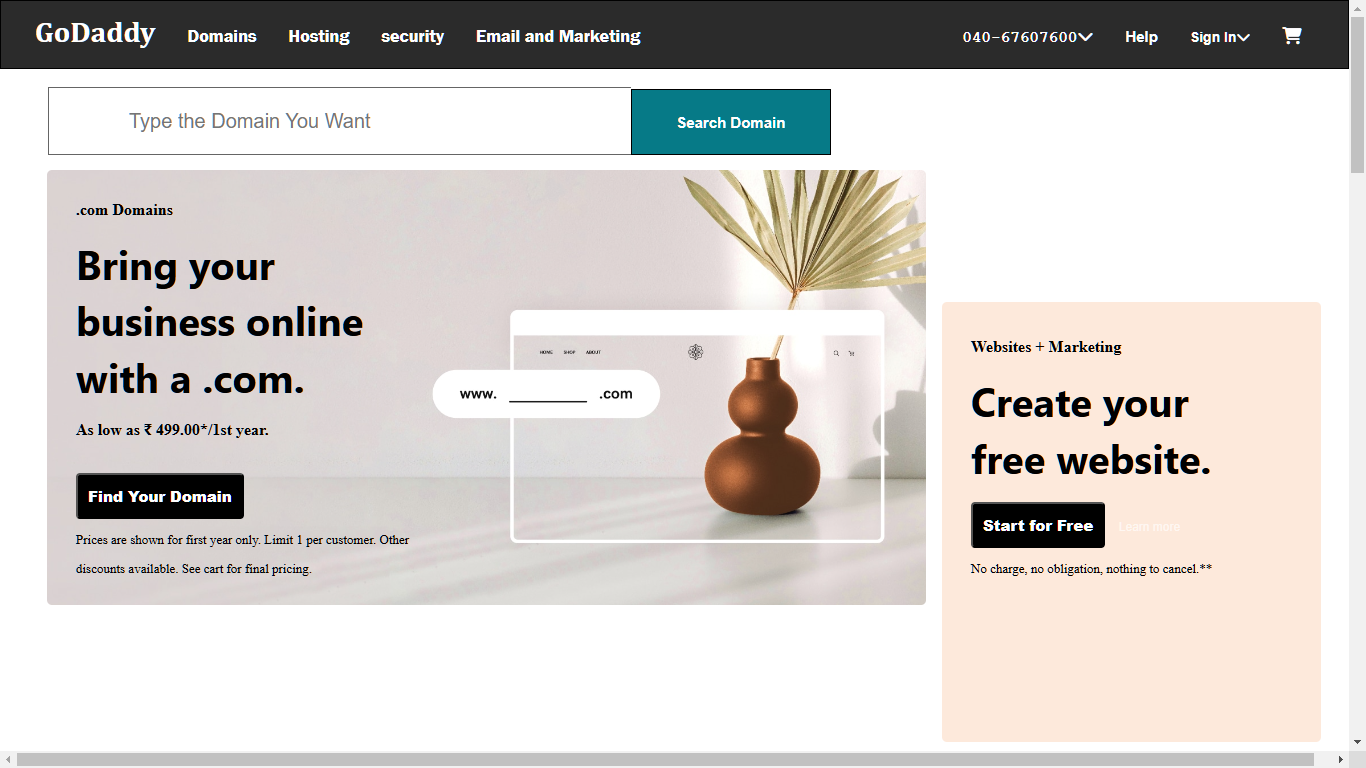 GoDaddy Domains Hosting security Email and Marketing 040-67607600 Help Sign In
Type the Domain You Want Search Domain
.com Domains
Bring your
business online
with a .com.
As low as ₹ 499.00*/1st year.
Find Your Domain
Prices are shown for first year only. Limit 1 per customer. Other
discounts available. See cart for final pricing.
HOME SHOP ABOUT
www. ________ .com
Websites + Marketing
Create your
free website.
Start for Free Learn more
No charge, no obligation, nothing to cancel.**